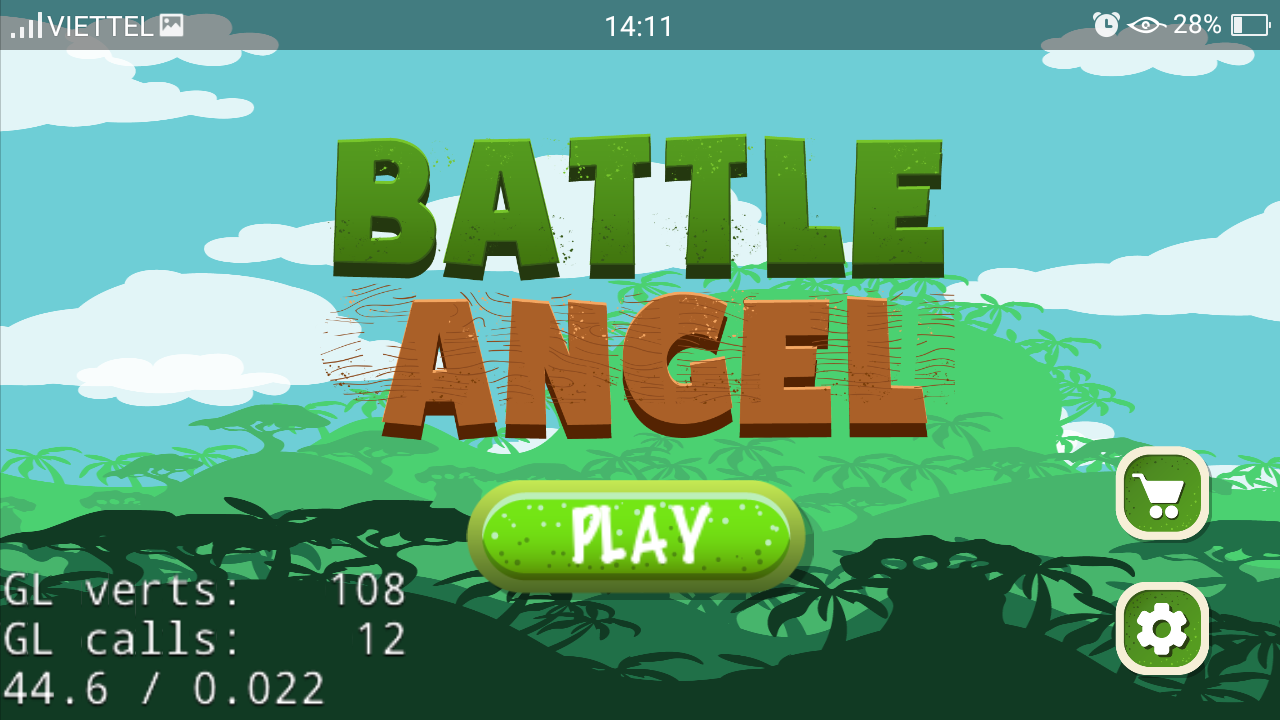 VIETTEL 14:11 28%
BATTLE
ANGEL
PLAY
GL verts: 108
GL calls: 12
44.6 / 0.022